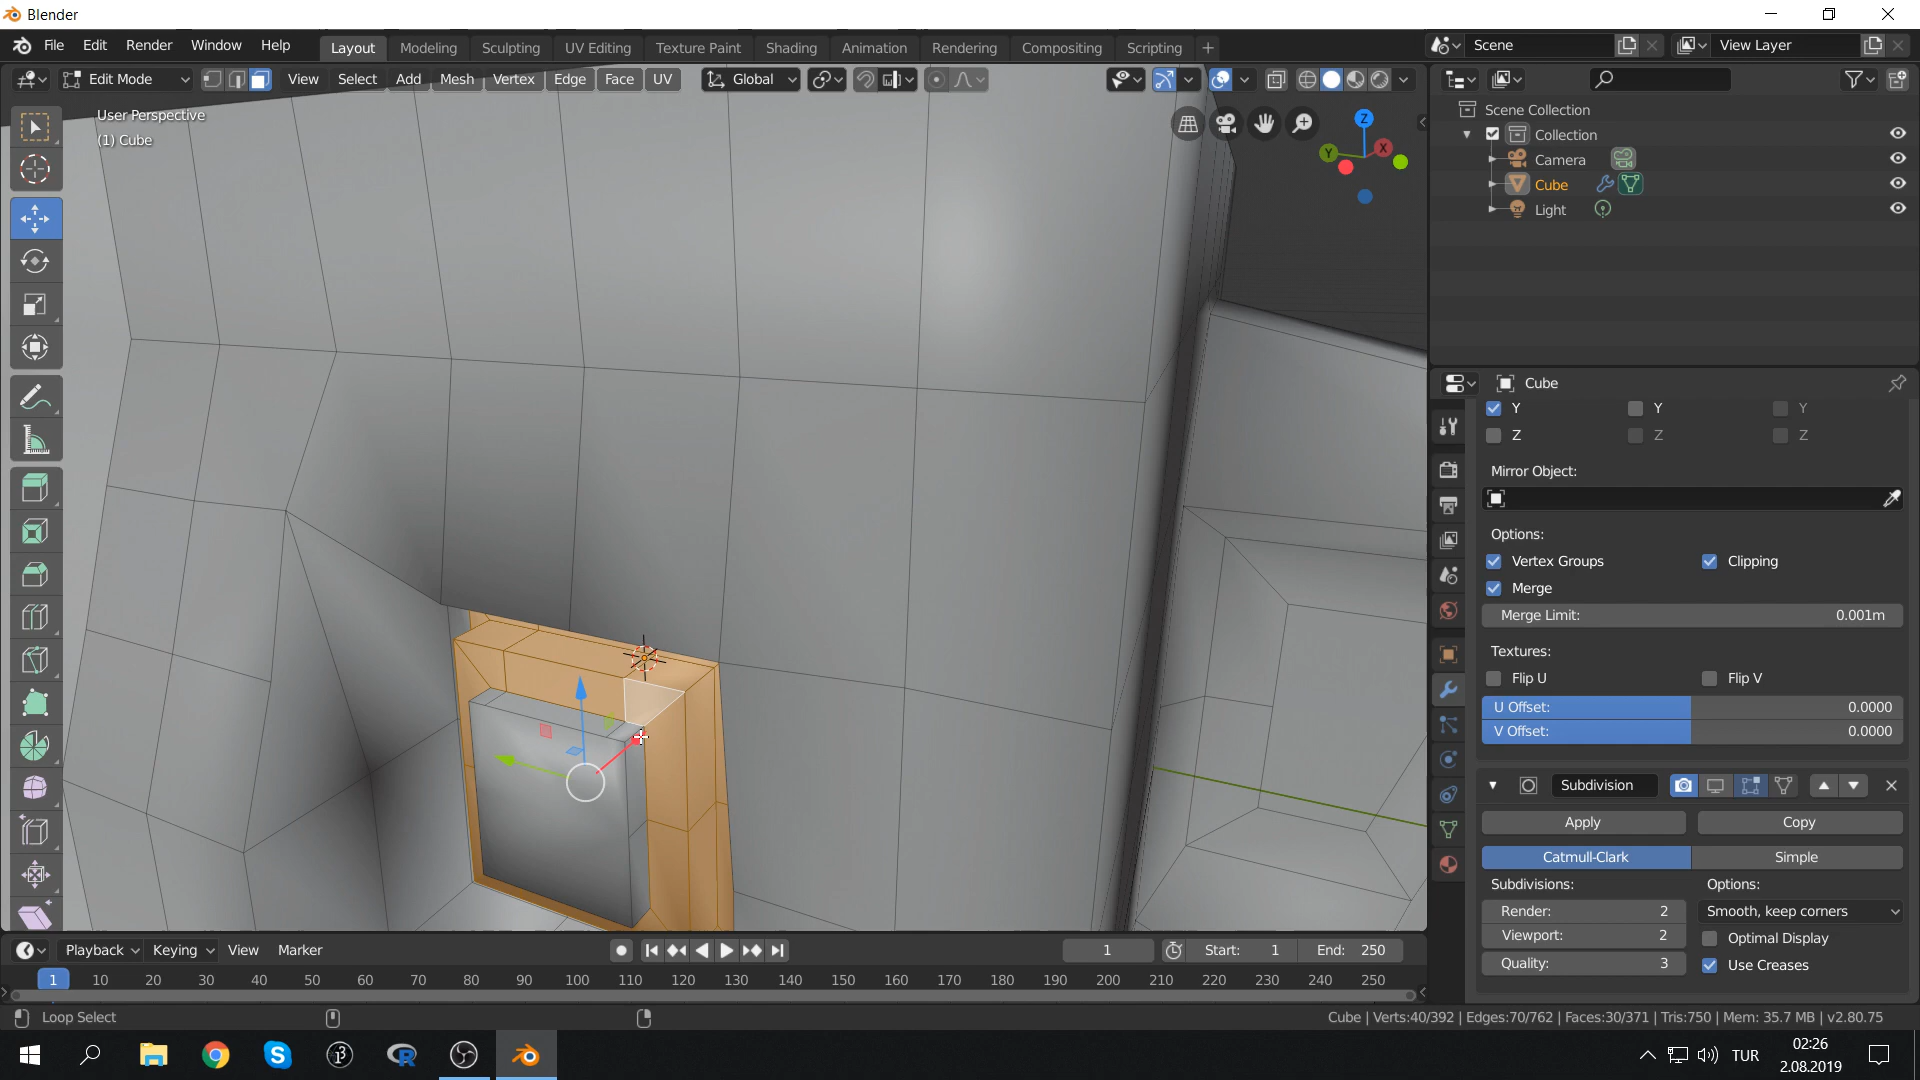 Blender
File Edit Render Window Help Layout Modeling Sculpting UV Editing Texture Paint Shading Animation Rendering Compositing Scripting + Scene View Layer
Edit Mode View Select Add Mesh Vertex Edge Face UV Global
User Perspective
(1) Cube
Z
Y X
Scene Collection
Collection
Camera
Cube
Light
Cube
Y Y Y
Z Z Z
Mirror Object:
Options:
Vertex Groups Clipping
Merge
Merge Limit: 0.001m
Textures:
Flip U Flip V
U Offset: 0.0000
V Offset: 0.0000
Subdivision
Apply Copy
Catmull-Clark Simple
Subdivisions: Options:
Render: 2 Smooth, keep corners
Viewport: 2 Optimal Display
Quality: 3 Use Creases
Playback Keying View Marker 1 Start: 1 End: 250
1 10 20 30 40 50 60 70 80 90 100 110 120 130 140 150 160 170 180 190 200 210 220 230 240 250
Loop Select Cube | Verts:40/392 | Edges:70/762 | Faces:30/371 | Tris:750 | Mem: 35.7 MB | v2.80.75
TUR
02:26
2.08.2019